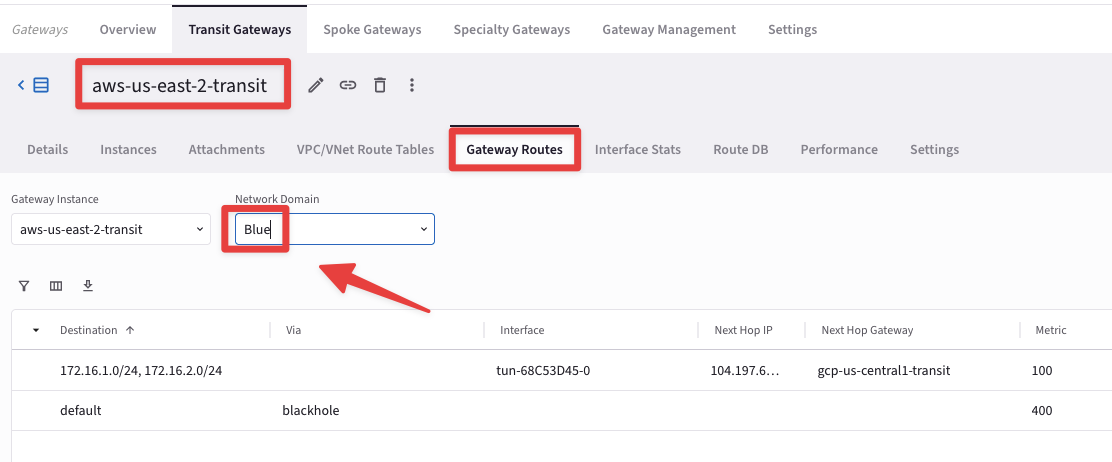 Gateways Overview Transit Gateways Spoke Gateways Specialty Gateways Gateway Management Settings
aws-us-east-2-transit
Details Instances Attachments VPC/VNet Route Tables Gateway Routes Interface Stats Route DB Performance Settings
Gateway Instance Network Domain
aws-us-east-2-transit Blue
Destination Via Interface Next Hop IP Next Hop Gateway Metric
172.16.1.0/24, 172.16.2.0/24 tun-68C53D45-0 104.197.6... gcp-us-central1-transit 100
default blackhole 400